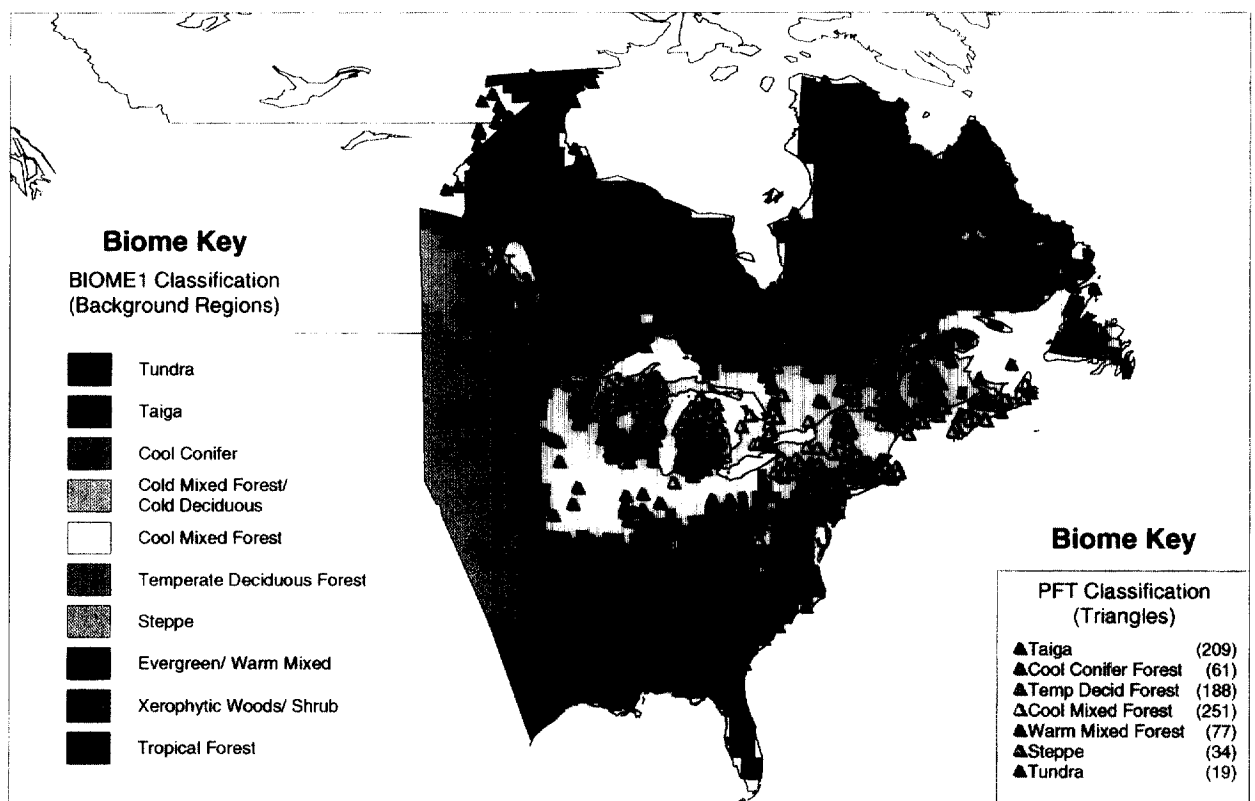 Biome Key
BIOME1 Classification
(Background Regions)
Tundra
Taiga
Cool Conifer
Cold Mixed Forest/
Cold Deciduous
Cool Mixed Forest
Temperate Deciduous Forest
Steppe
Evergreen/ Warm Mixed
Xerophytic Woods/ Shrub
Tropical Forest
Biome Key
PFT Classification
(Triangles)
Taiga (209)
Cool Conifer Forest (61)
Temp Decid Forest (188)
Cool Mixed Forest (251)
Warm Mixed Forest (77)
Steppe (34)
Tundra (19)